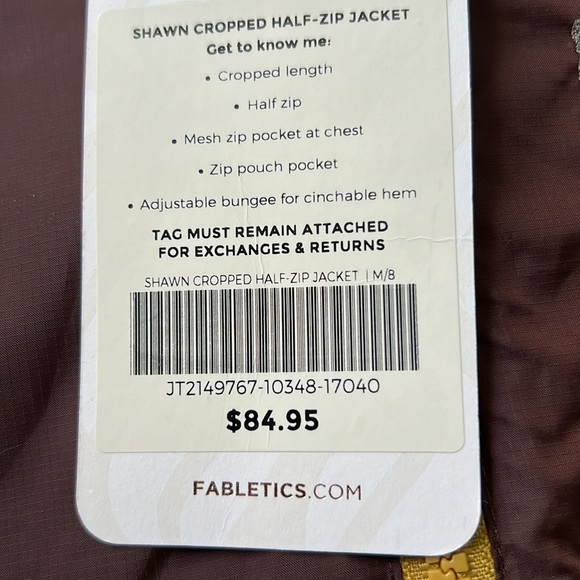 SHAWN CROPPED HALF-ZIP JACKET
Get to know me:
• Cropped length
• Half zip
• Mesh zip pocket at chest
• Zip pouch pocket
• Adjustable bungee for cinchable hem
TAG MUST REMAIN ATTACHED
FOR EXCHANGES & RETURNS
SHAWN CROPPED HALF-ZIP JACKET | M/8
JT2149767-10348-17040
$84.95
FABLETICS.COM